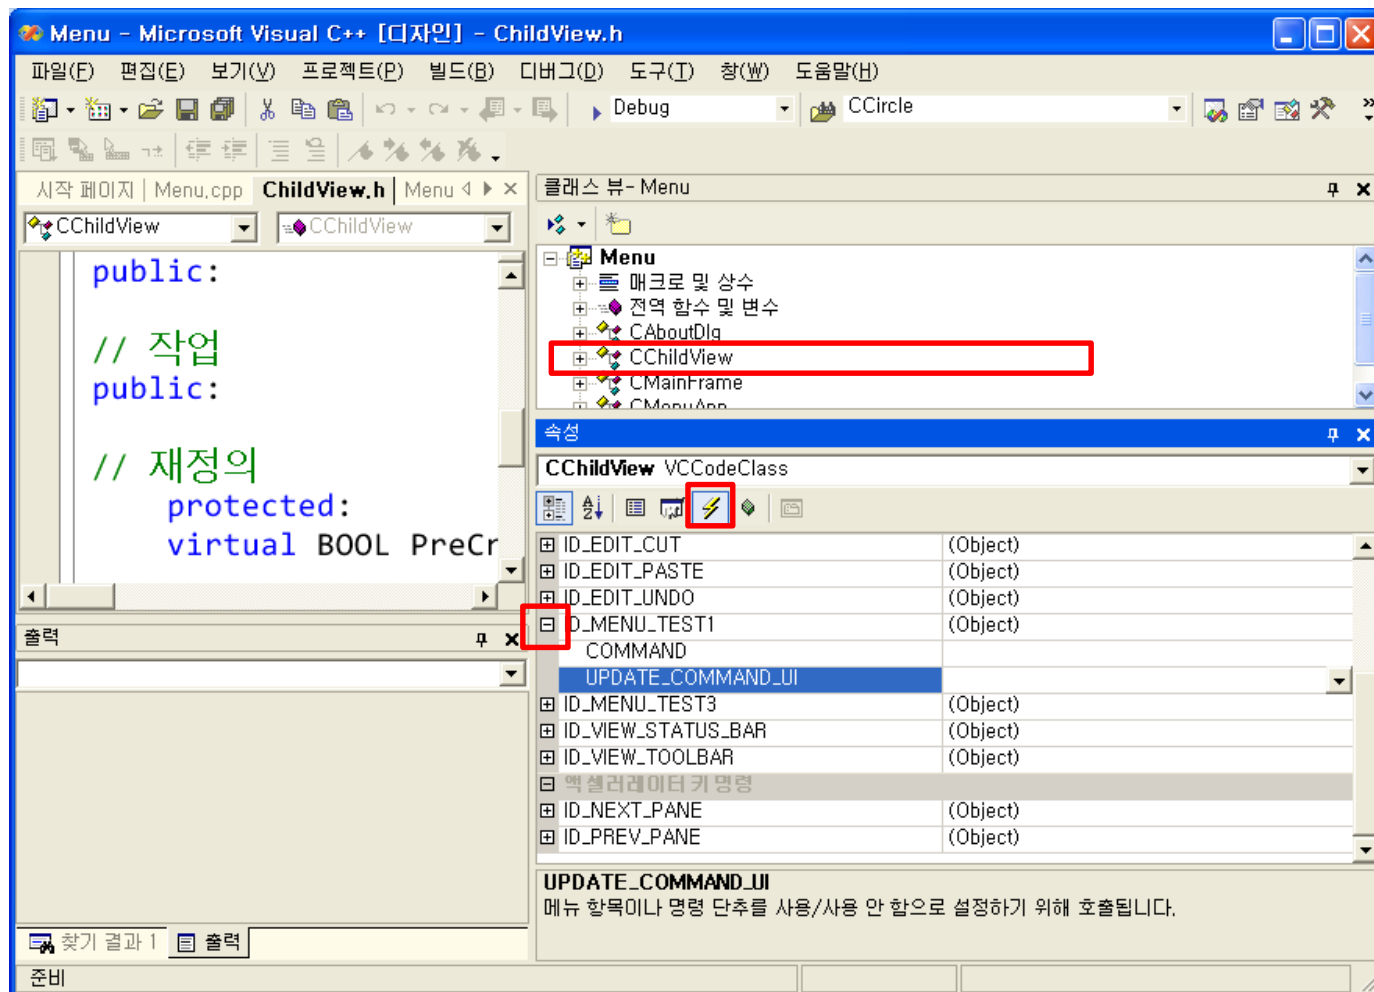 Menu - Microsoft Visual C++ [디자인] - ChildView.h
파일(F) 편집(E) 보기(V) 프로젝트(P) 빌드(B) 디버그(D) 도구(T) 창(W) 도움말(H)
Debug CCircle
시작 페이지 Menu.cpp ChildView.h Menu
CChildView CChildView
public:
// 작업
public:
// 재정의
protected:
virtual BOOL PreCr
출력
찾기 결과 1 출력
준비
클래스 뷰- Menu
Menu
매크로 및 상수
전역 함수 및 변수
CAboutDlg
CChildView
CMainFrame
CMenuApp
속성
CChildView VCCodeClass
ID_EDIT_CUT (Object)
ID_EDIT_PASTE (Object)
ID_EDIT_UNDO (Object)
ID_MENU_TEST1 (Object)
COMMAND
UPDATE_COMMAND_UI
ID_MENU_TEST3 (Object)
ID_VIEW_STATUS_BAR (Object)
ID_VIEW_TOOLBAR (Object)
액셀러레이터 키 명령
ID_NEXT_PANE (Object)
ID_PREV_PANE (Object)
UPDATE_COMMAND_UI
메뉴 항목이나 명령 단추를 사용/사용 안 함으로 설정하기 위해 호출됩니다.